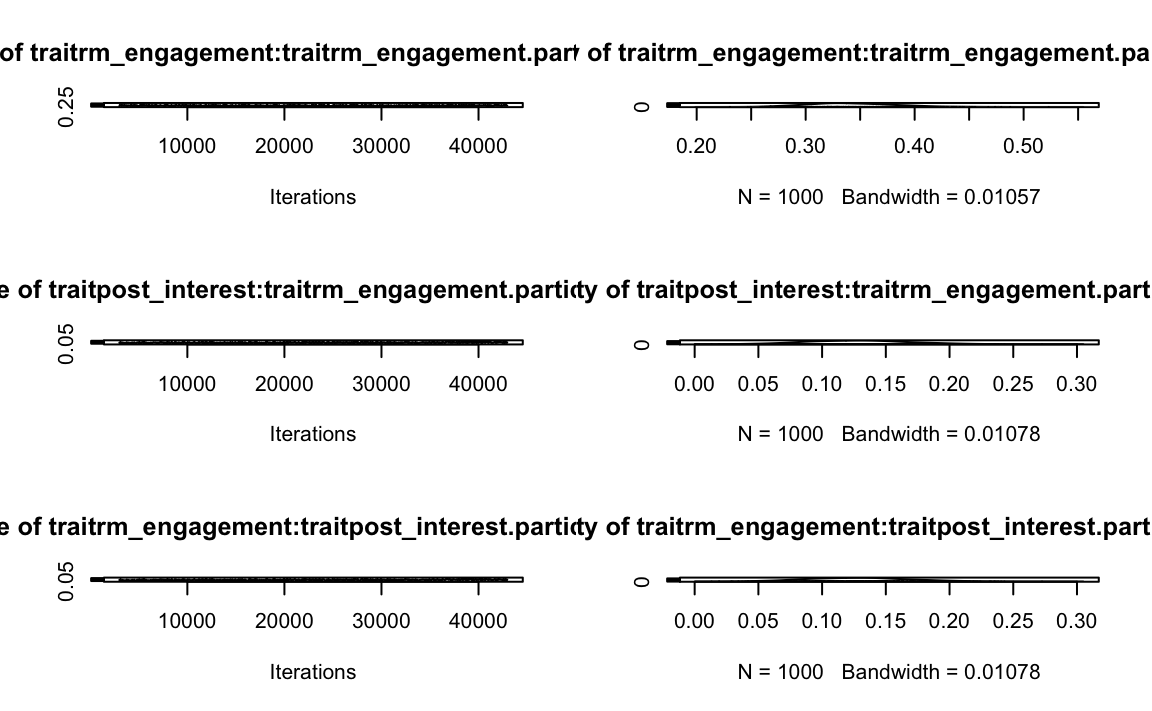 of traitrm_engagement:traitrm_engagement.part
of traitrm_engagement:traitrm_engagement.pa
0.25
10000 20000 30000 40000
Iterations
0
0.20 0.30 0.40 0.50
N = 1000 Bandwidth = 0.01057
e of traitpost_interest:traitrm_engagement.partic
ty of traitpost_interest:traitrm_engagement.part
0.05
10000 20000 30000 40000
Iterations
0
0.00 0.05 0.10 0.15 0.20 0.25 0.30
N = 1000 Bandwidth = 0.01078
e of traitrm_engagement:traitpost_interest.partic
ty of traitrm_engagement:traitpost_interest.part
0.05
10000 20000 30000 40000
Iterations
0
0.00 0.05 0.10 0.15 0.20 0.25 0.30
N = 1000 Bandwidth = 0.01078